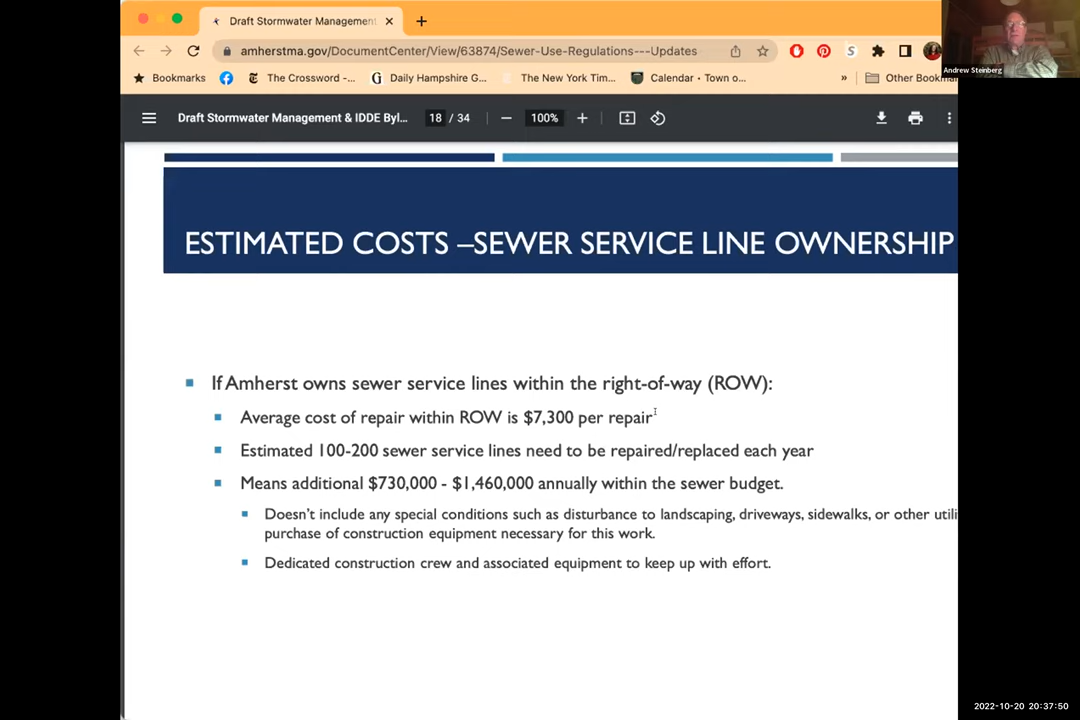 Draft Stormwater Management
amherstma.gov/DocumentCenter/View/63874/Sewer-Use-Regulations---Updates
Andrew Steinberg
Bookmarks
The Crossword -...
Daily Hampshire G...
The New York Tim...
Calendar • Town o...
»
Other Bookma
Draft Stormwater Management & IDDE Byl...
18 / 34
100%
ESTIMATED COSTS –SEWER SERVICE LINE OWNERSHIP
If Amherst owns sewer service lines within the right-of-way (ROW):
Average cost of repair within ROW is $7,300 per repair
Estimated 100-200 sewer service lines need to be repaired/replaced each year
Means additional $730,000 - $1,460,000 annually within the sewer budget.
Doesn't include any special conditions such as disturbance to landscaping, driveways, sidewalks, or other utili
purchase of construction equipment necessary for this work.
Dedicated construction crew and associated equipment to keep up with effort.
2022-10-20 20:37:50